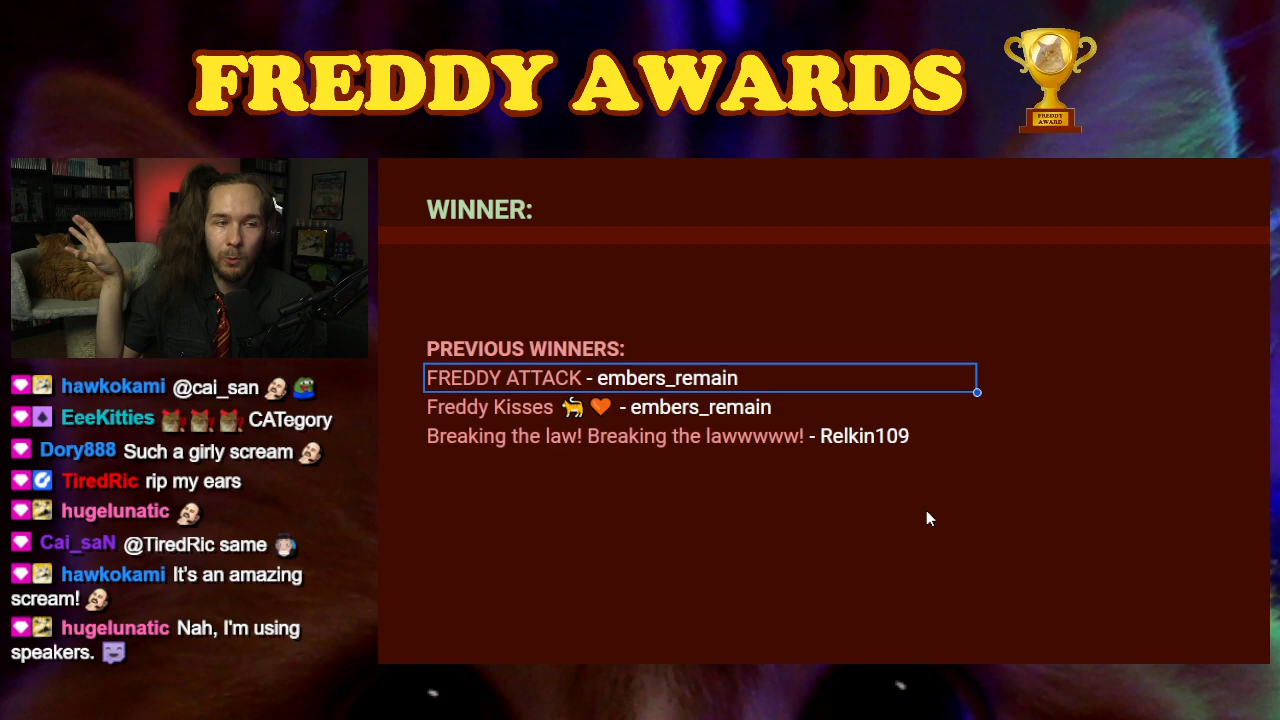 FREDDY AWARDS
FREDDY
AWARD
WINNER:
PREVIOUS WINNERS:
FREDDY ATTACK - embers_remain
Freddy Kisses 🐈 🧡 - embers_remain
Breaking the law! Breaking the lawwwww! - Relkin109
hawkokami @cai_san
EeeKitties CATegory
Dory888 Such a girly scream
TiredRic rip my ears
hugelunatic
Cai_saN @TiredRic same
hawkokami It's an amazing
scream!
hugelunatic Nah, I'm using
speakers.